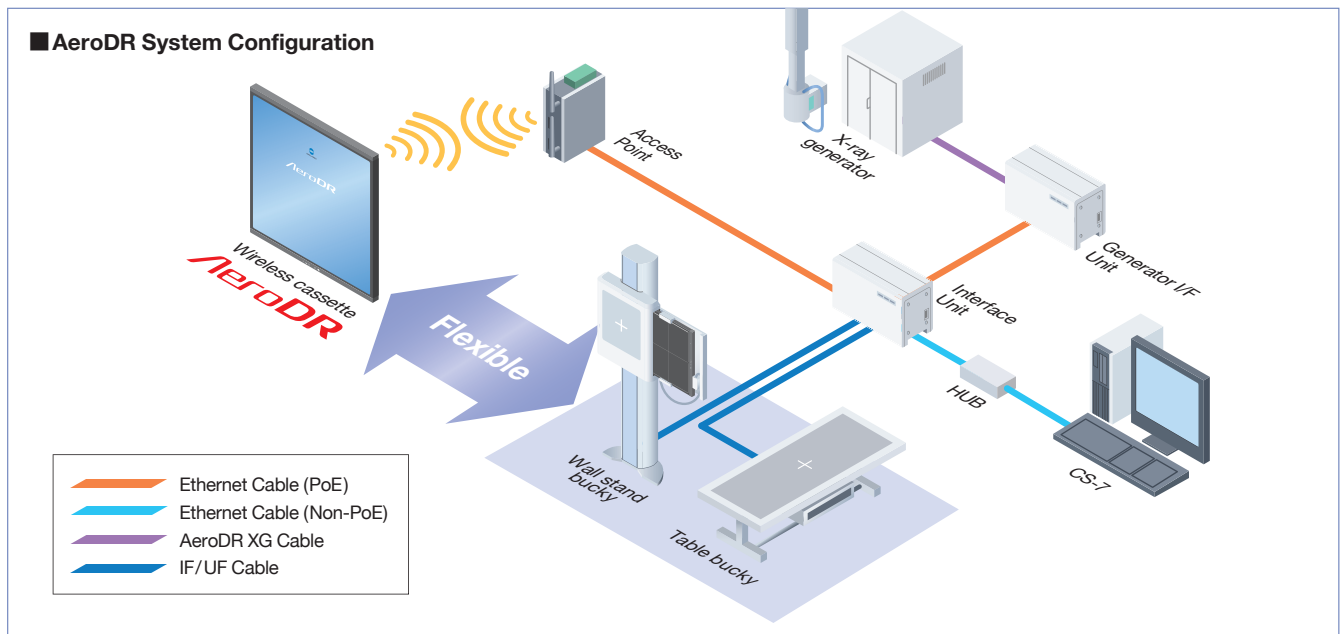 ■ AeroDR System Configuration
AeroDR
Wireless cassette
AeroDR
Access
Point
X-ray
generator
Generator I/F
Unit
Interface
Unit
Flexible
HUB
CS-7
Wall stand
bucky
Table bucky
Ethernet Cable (PoE)
Ethernet Cable (Non-PoE)
AeroDR XG Cable
IF/UF Cable